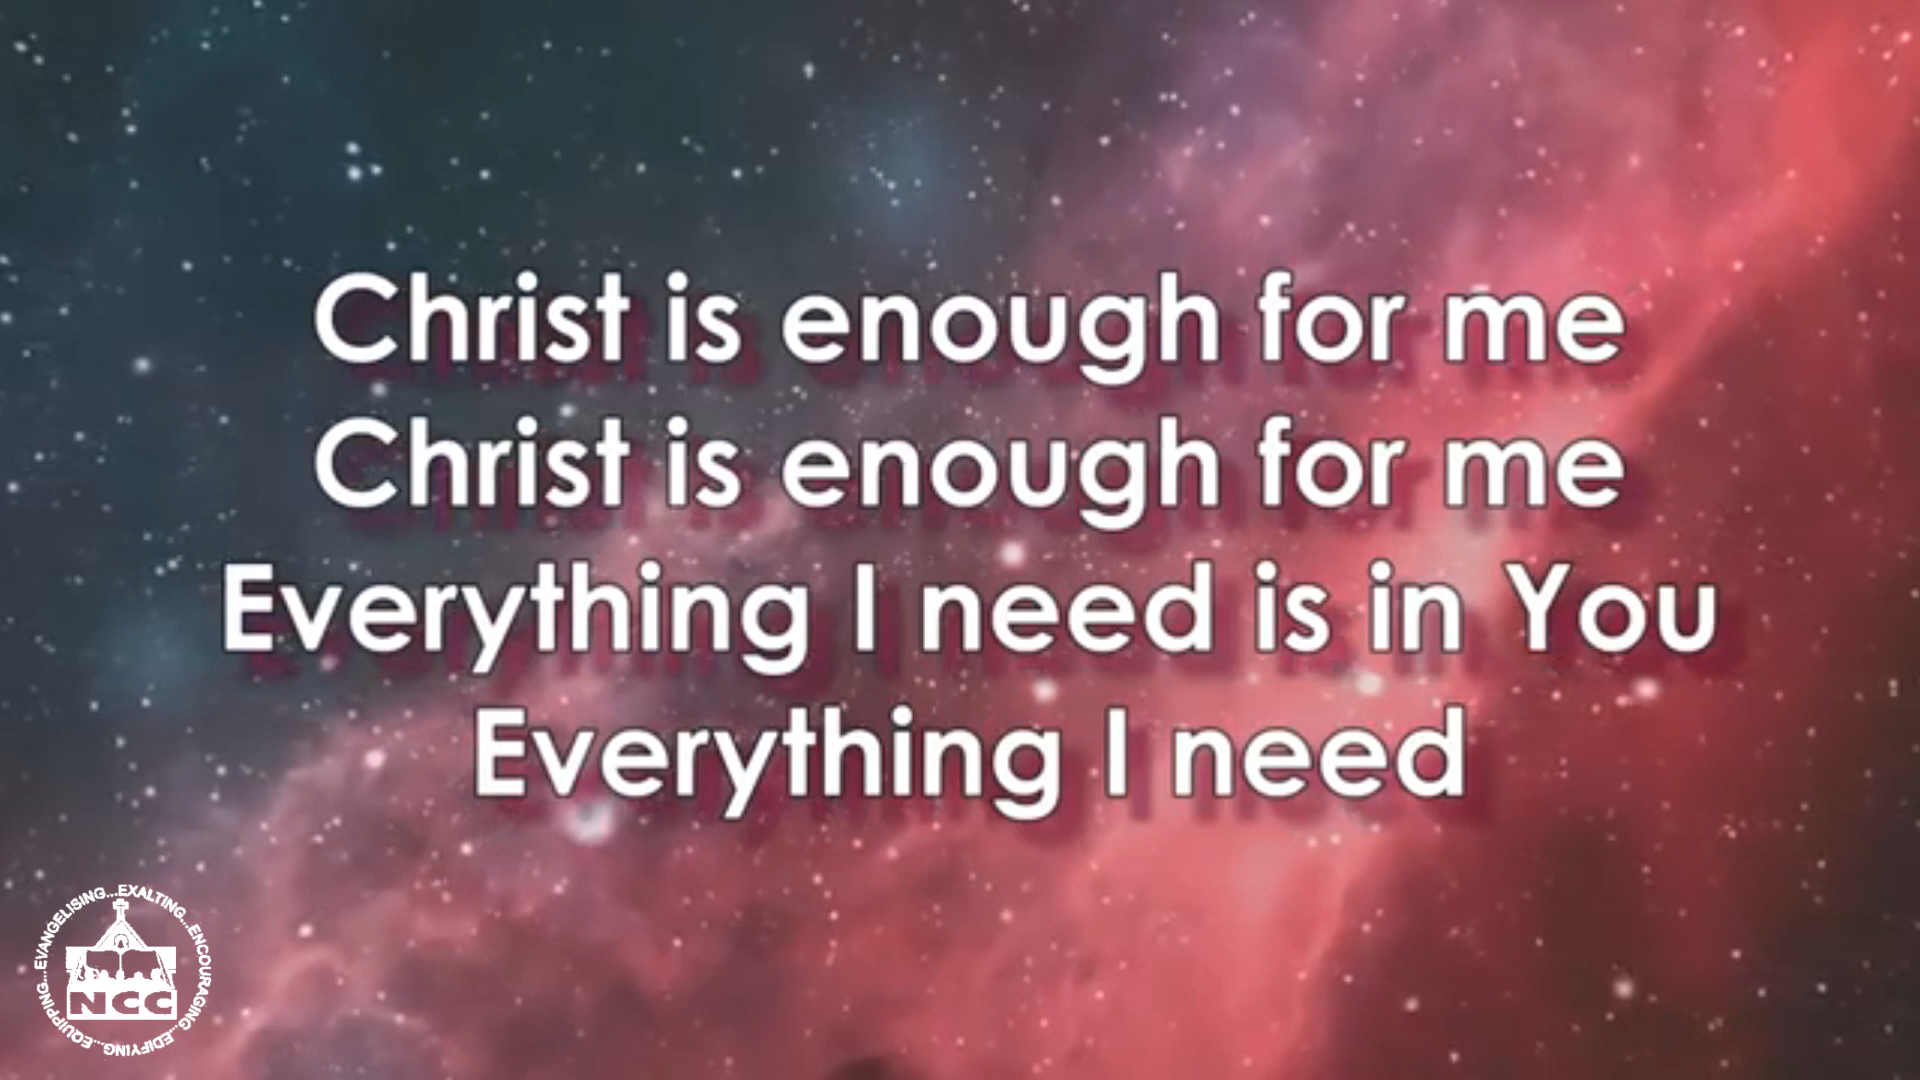 Christ is enough for me
Christ is enough for me
Everything I need is in You
Everything I need
EVANGELISING...EXALTING...ENCOURAGING...EDIFYING...EQUIPPING...
NCC